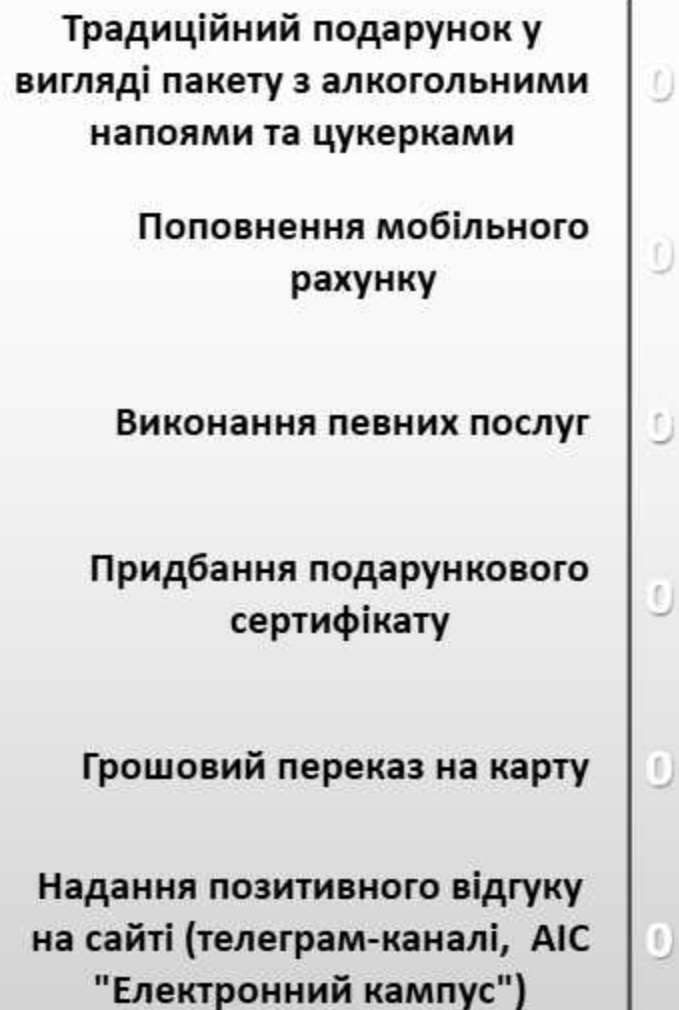 Традиційний подарунок у
вигляді пакету з алкогольними
напоями та цукерками
0
Поповнення мобільного
рахунку
0
Виконання певних послуг
0
Придбання подарункового
сертифікату
0
Грошовий переказ на карту
0
Надання позитивного відгуку
на сайті (телеграм-каналі, АІС
"Електронний кампус")
0